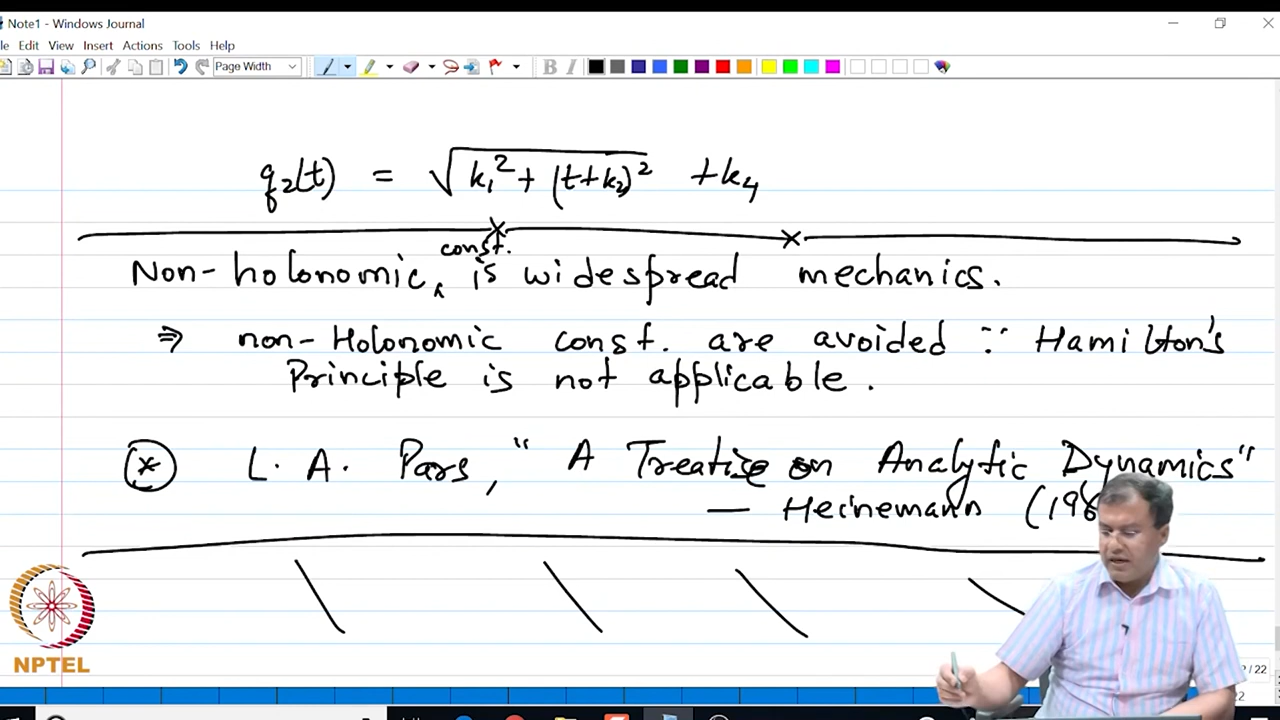 Note1 - Windows Journal
Edit View Insert Actions Tools Help
Page Width
B I
q₂(t) = √k₁² + (t+k₂)² + k₄
const.
Non-holonomic, is widespread mechanics.
⇒ non-Holonomic const. are avoided ∵ Hamilton's
Principle is not applicable.
* L. A. Pars, "A Treatise on Analytic Dynamics"
— Heinemann
NPTEL
/ 22
22